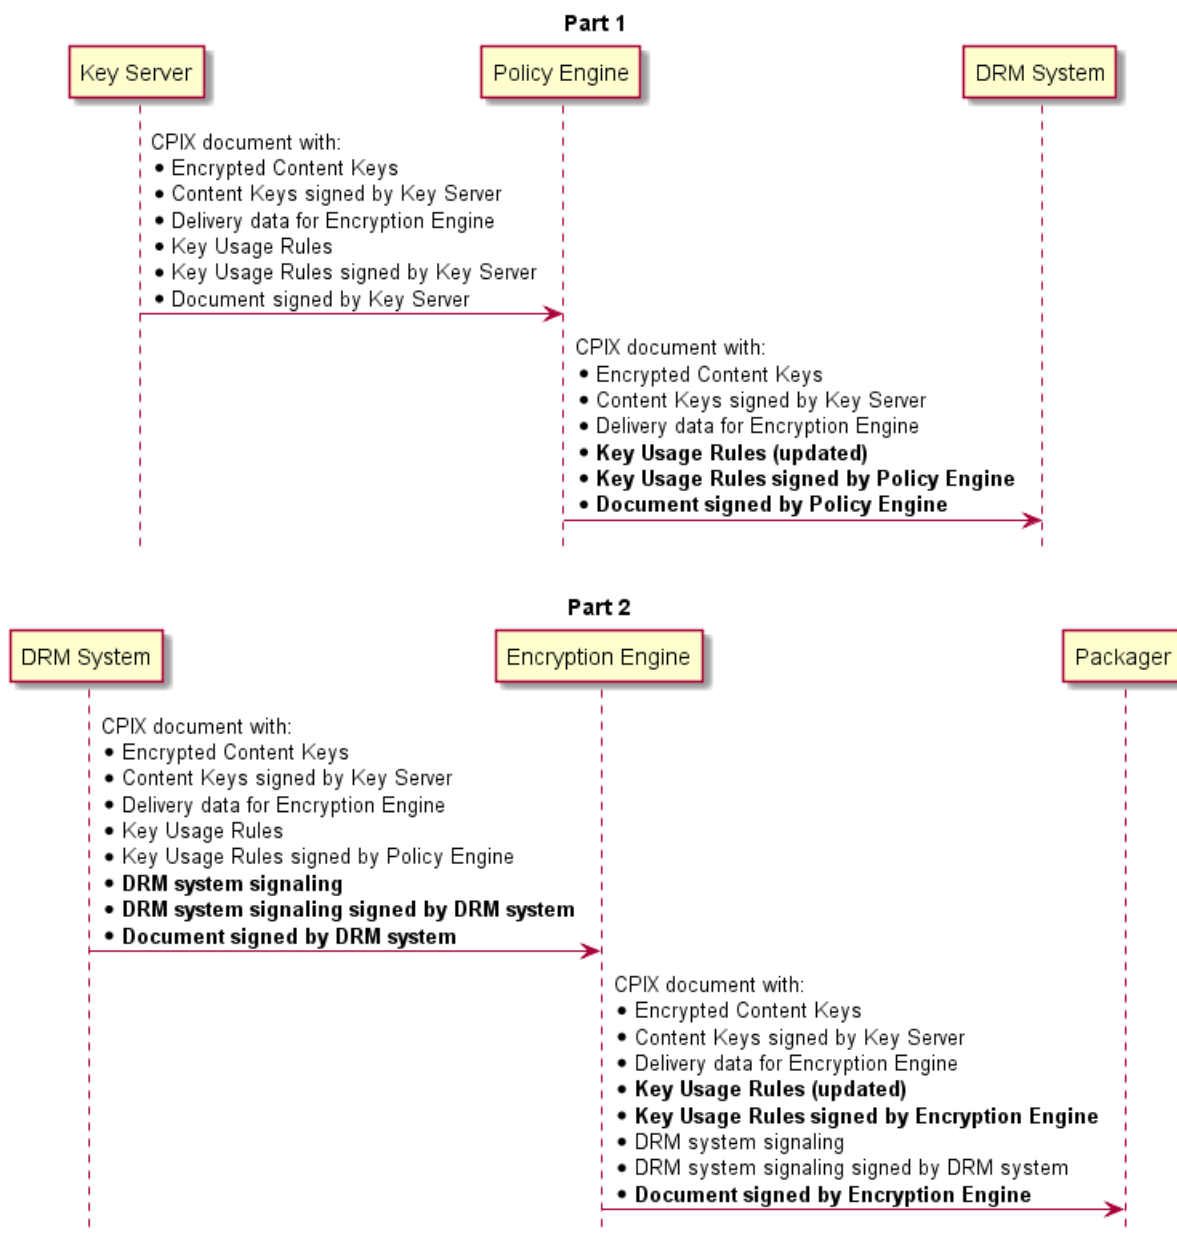 Part 1
Key Server
Policy Engine
DRM System
CPIX document with:
• Encrypted Content Keys
• Content Keys signed by Key Server
• Delivery data for Encryption Engine
• Key Usage Rules
• Key Usage Rules signed by Key Server
• Document signed by Key Server
CPIX document with:
• Encrypted Content Keys
• Content Keys signed by Key Server
• Delivery data for Encryption Engine
• Key Usage Rules (updated)
• Key Usage Rules signed by Policy Engine
• Document signed by Policy Engine
Part 2
DRM System
Encryption Engine
Packager
CPIX document with:
• Encrypted Content Keys
• Content Keys signed by Key Server
• Delivery data for Encryption Engine
• Key Usage Rules
• Key Usage Rules signed by Policy Engine
• DRM system signaling
• DRM system signaling signed by DRM system
• Document signed by DRM system
CPIX document with:
• Encrypted Content Keys
• Content Keys signed by Key Server
• Delivery data for Encryption Engine
• Key Usage Rules (updated)
• Key Usage Rules signed by Encryption Engine
• DRM system signaling
• DRM system signaling signed by DRM system
• Document signed by Encryption Engine